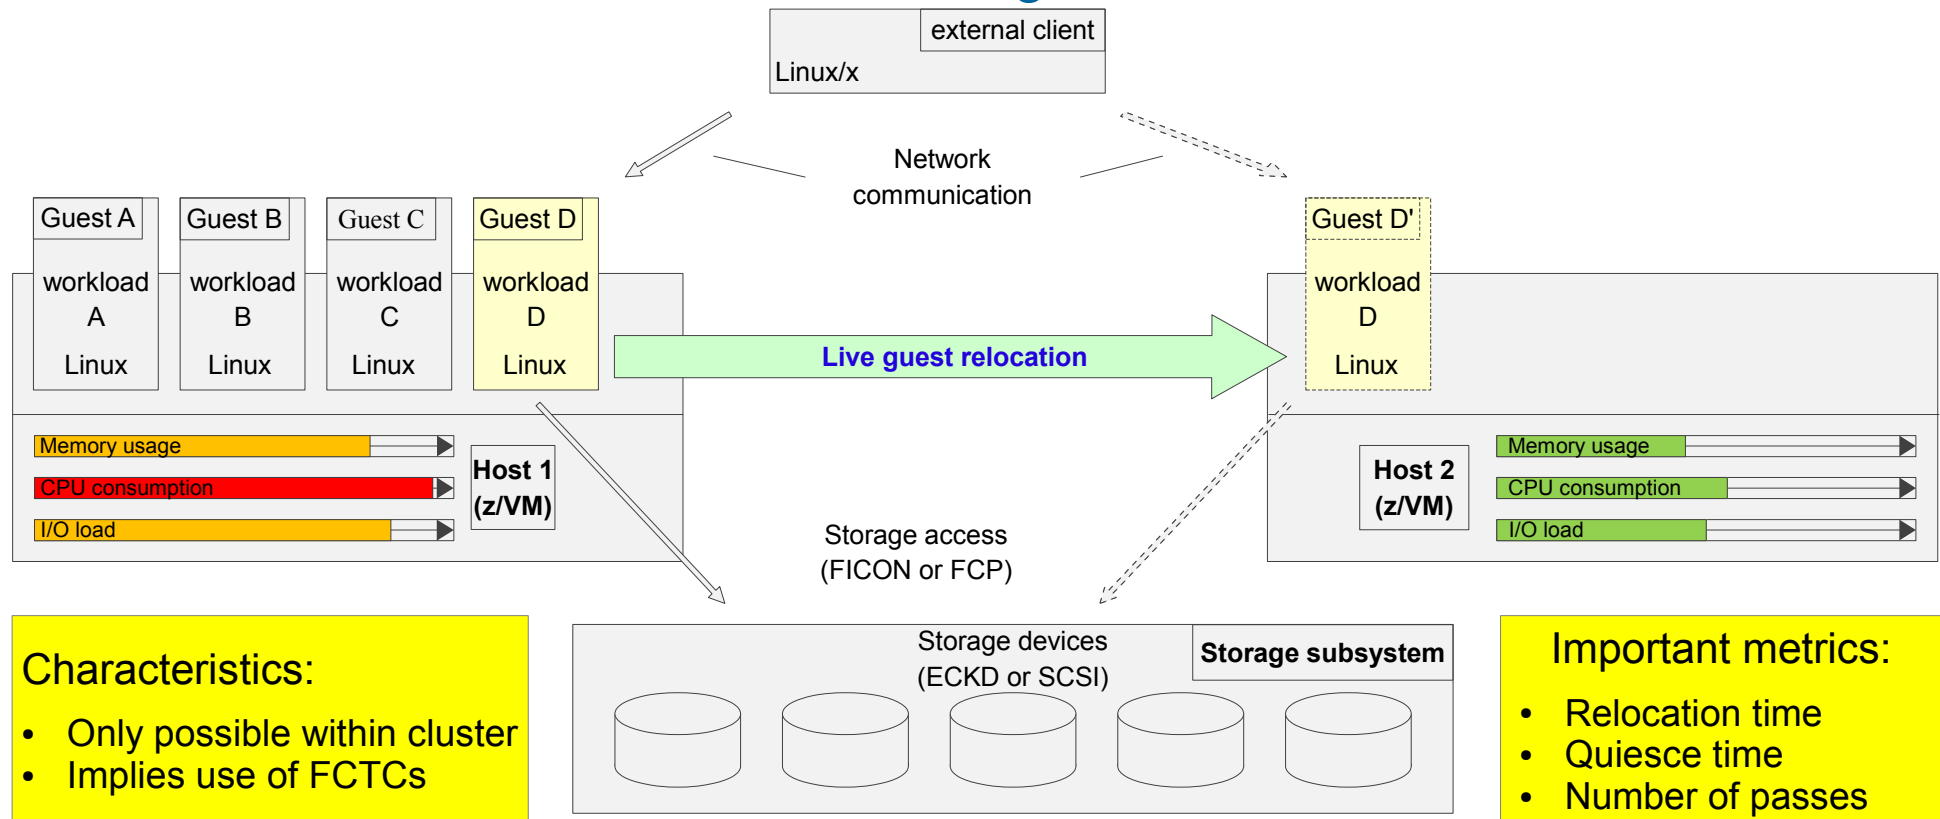 external client
Linux/x
Network
communication
Guest A
workload
A
Linux
Guest B
workload
B
Linux
Guest C
workload
C
Linux
Guest D
workload
D
Linux
Live guest relocation
Guest D'
workload
D
Linux
Memory usage
CPU consumption
I/O load
Host 1
(z/VM)
Host 2
(z/VM)
Memory usage
CPU consumption
I/O load
Storage access
(FICON or FCP)
Storage devices
(ECKD or SCSI)
Storage subsystem
Characteristics:
• Only possible within cluster
• Implies use of FCTCs
Important metrics:
• Relocation time
• Quiesce time
• Number of passes